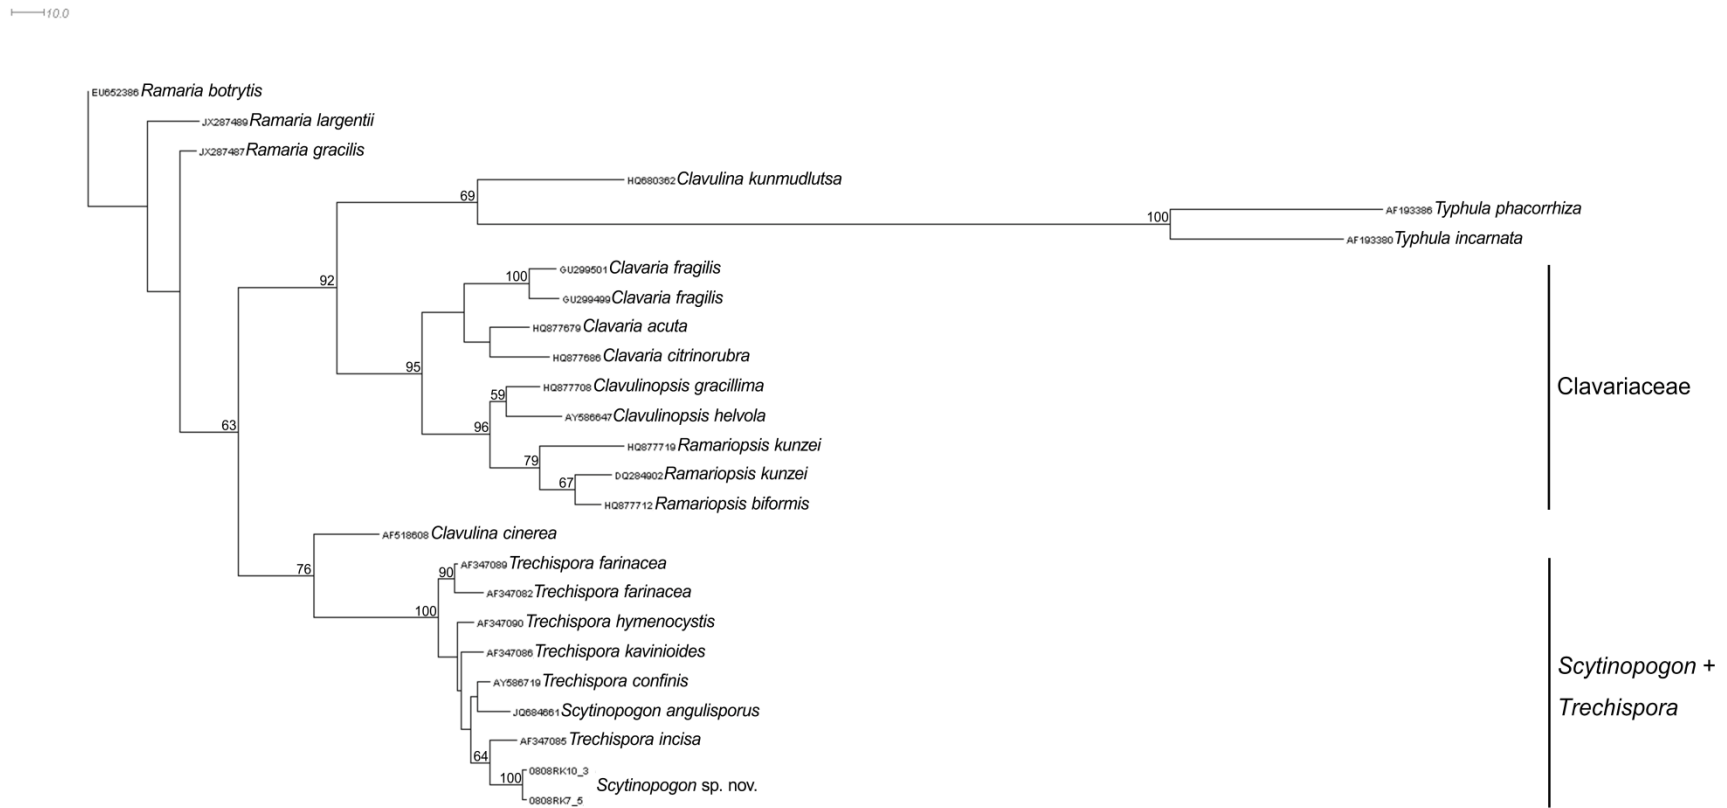 10.0
EU652386 Ramaria botrytis
JX287489 Ramaria largentii
JX287487 Ramaria gracilis
HQ680362 Clavulina kunmudlutsa
69
AF193386 Typhula phacorrhiza
100
AF193380 Typhula incarnata
GU299501 Clavaria fragilis
100
92
GU299499 Clavaria fragilis
HQ877679 Clavaria acuta
HQ877686 Clavaria citrinorubra
95
HQ877708 Clavulinopsis gracillima
Clavariaceae
59
AY586647 Clavulinopsis helvola
63
96
HQ877719 Ramariopsis kunzei
79
DQ284902 Ramariopsis kunzei
67
HQ877712 Ramariopsis biformis
AF518608 Clavulina cinerea
AF347089 Trechispora farinacea
76
90
AF347082 Trechispora farinacea
100
AF347090 Trechispora hymenocystis
AF347086 Trechispora kavinioides
Scytinopogon +
AY586719 Trechispora confinis
Trechispora
JQ684661 Scytinopogon angulisporus
AF347085 Trechispora incisa
64
0808RK10_3
100
Scytinopogon sp. nov.
0808RK7_5